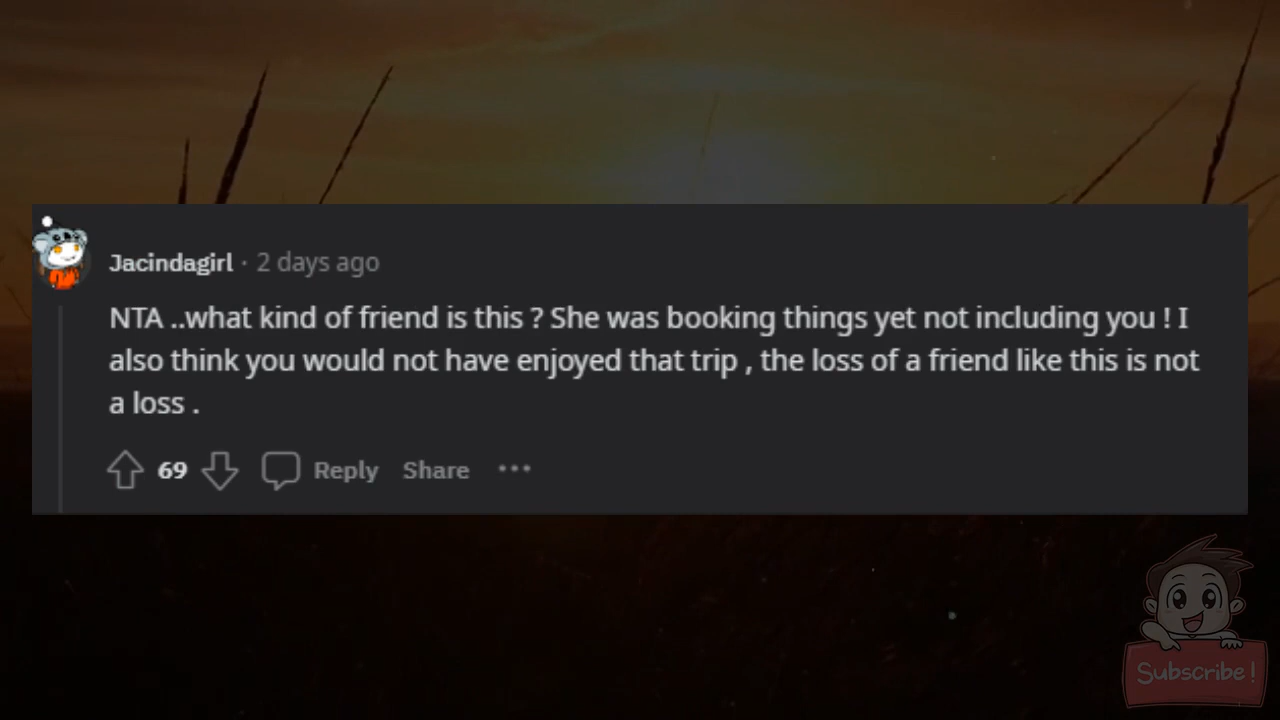 Jacindagirl · 2 days ago
NTA ..what kind of friend is this ? She was booking things yet not including you ! I
also think you would not have enjoyed that trip , the loss of a friend like this is not
a loss .
69 Reply Share ···
Subscribe !